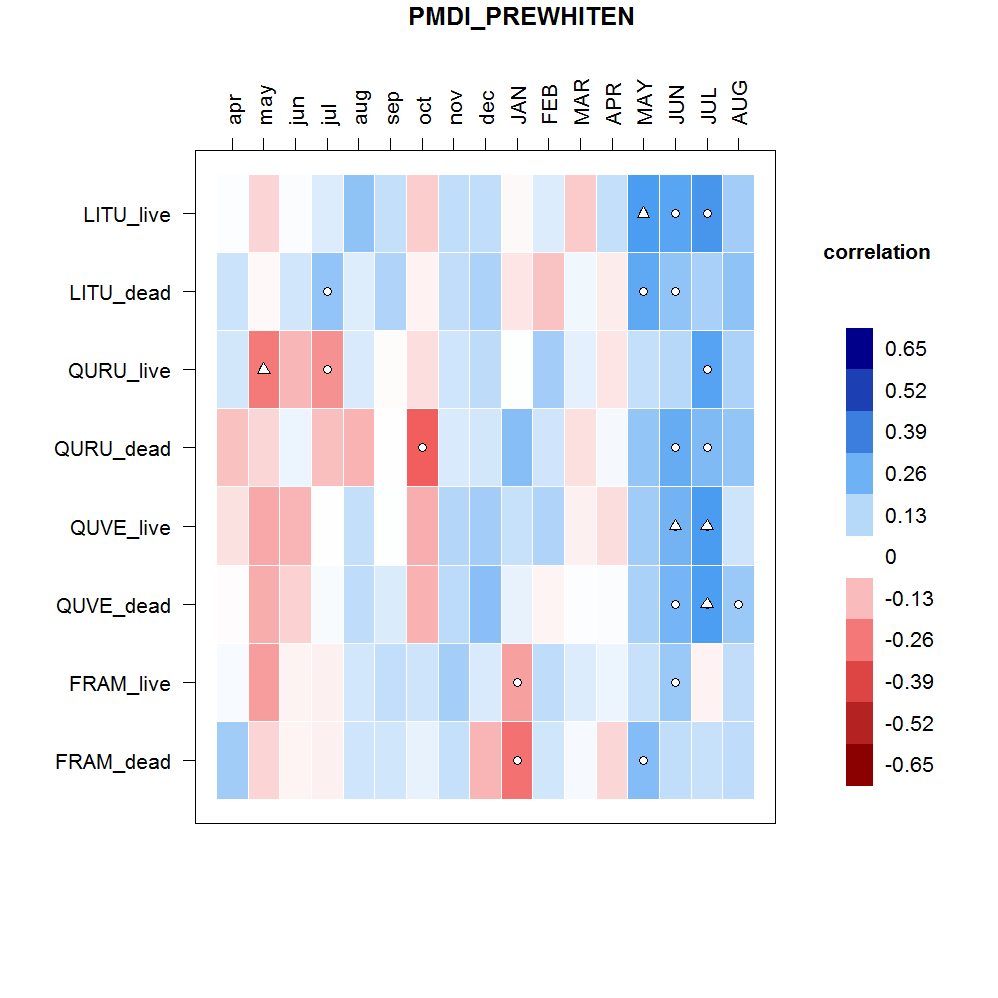 PMDI_PREWHITEN
apr may jun jul aug sep oct nov dec JAN FEB MAR APR MAY JUN JUL AUG
LITU_live
LITU_dead
QURU_live
QURU_dead
QUVE_live
QUVE_dead
FRAM_live
FRAM_dead
correlation
0.65
0.52
0.39
0.26
0.13
0
-0.13
-0.26
-0.39
-0.52
-0.65